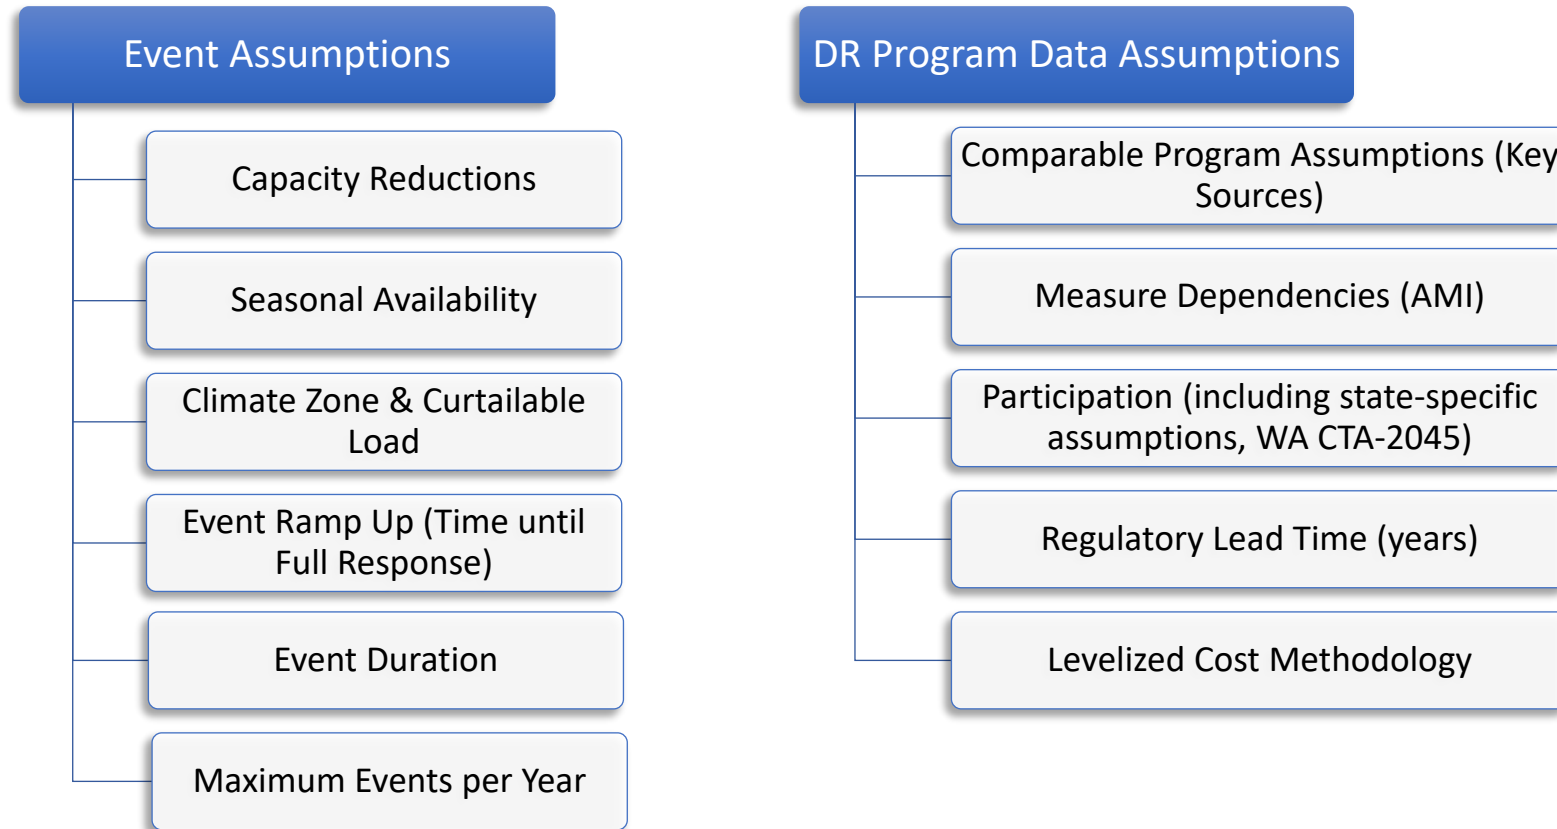 Event Assumptions
Capacity Reductions
Seasonal Availability
Climate Zone & Curtailable
Load
Event Ramp Up (Time until
Full Response)
Event Duration
Maximum Events per Year
DR Program Data Assumptions
Comparable Program Assumptions (Key
Sources)
Measure Dependencies (AMI)
Participation (including state-specific
assumptions, WA CTA-2045)
Regulatory Lead Time (years)
Levelized Cost Methodology